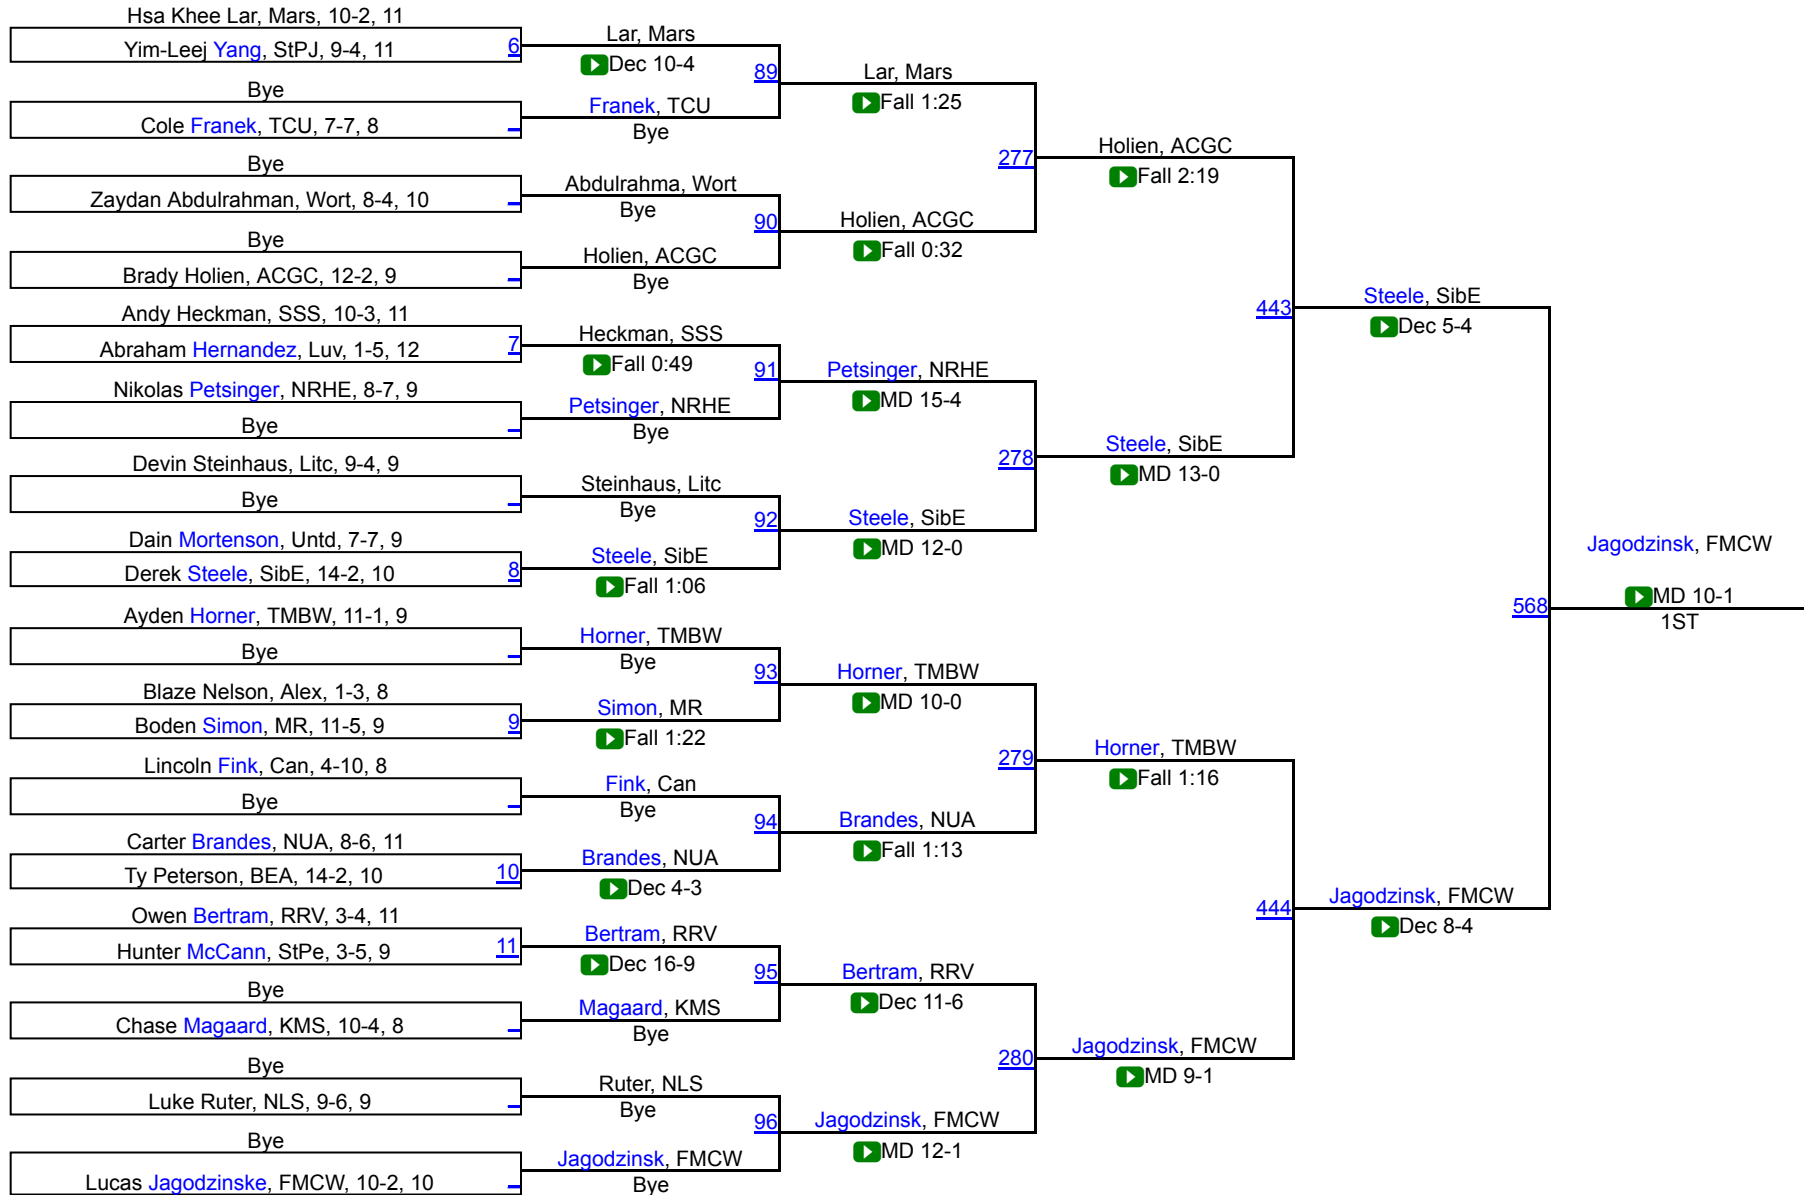 Hsa Khee Lar, Mars, 10-2, 11
Yim-Leej Yang, StPJ, 9-4, 11
6
Bye
Cole Franek, TCU, 7-7, 8
Bye
Zaydan Abdulrahman, Wort, 8-4, 10
Bye
Brady Holien, ACGC, 12-2, 9
Andy Heckman, SSS, 10-3, 11
Abraham Hernandez, Luv, 1-5, 12
7
Nikolas Petsinger, NRHE, 8-7, 9
Bye
Devin Steinhaus, Litc, 9-4, 9
Bye
Dain Mortenson, Untd, 7-7, 9
Derek Steele, SibE, 14-2, 10
8
Ayden Horner, TMBW, 11-1, 9
Bye
Blaze Nelson, Alex, 1-3, 8
Boden Simon, MR, 11-5, 9
9
Lincoln Fink, Can, 4-10, 8
Bye
Carter Brandes, NUA, 8-6, 11
Ty Peterson, BEA, 14-2, 10
10
Owen Bertram, RRV, 3-4, 11
Hunter McCann, StPe, 3-5, 9
11
Bye
Chase Magaard, KMS, 10-4, 8
Bye
Luke Ruter, NLS, 9-6, 9
Bye
Lucas Jagodzinske, FMCW, 10-2, 10
Lar, Mars
Dec 10-4
89
Franek, TCU
Bye
Abdulrahma, Wort
Bye
90
Holien, ACGC
Bye
Heckman, SSS
Fall 0:49
91
Petsinger, NRHE
Bye
Steinhaus, Litc
Bye
92
Steele, SibE
Fall 1:06
Horner, TMBW
Bye
93
Simon, MR
Fall 1:22
Fink, Can
Bye
94
Brandes, NUA
Dec 4-3
Bertram, RRV
Dec 16-9
95
Magaard, KMS
Bye
Ruter, NLS
Bye
96
Jagodzinsk, FMCW
Bye
Lar, Mars
Fall 1:25
277
Holien, ACGC
Fall 0:32
Petsinger, NRHE
MD 15-4
278
Steele, SibE
MD 12-0
Horner, TMBW
MD 10-0
279
Brandes, NUA
Fall 1:13
Bertram, RRV
Dec 11-6
280
Jagodzinsk, FMCW
MD 12-1
Holien, ACGC
Fall 2:19
443
Steele, SibE
MD 13-0
Horner, TMBW
Fall 1:16
444
Jagodzinsk, FMCW
MD 9-1
Steele, SibE
Dec 5-4
568
Jagodzinsk, FMCW
Dec 8-4
Jagodzinsk, FMCW
MD 10-1
1ST